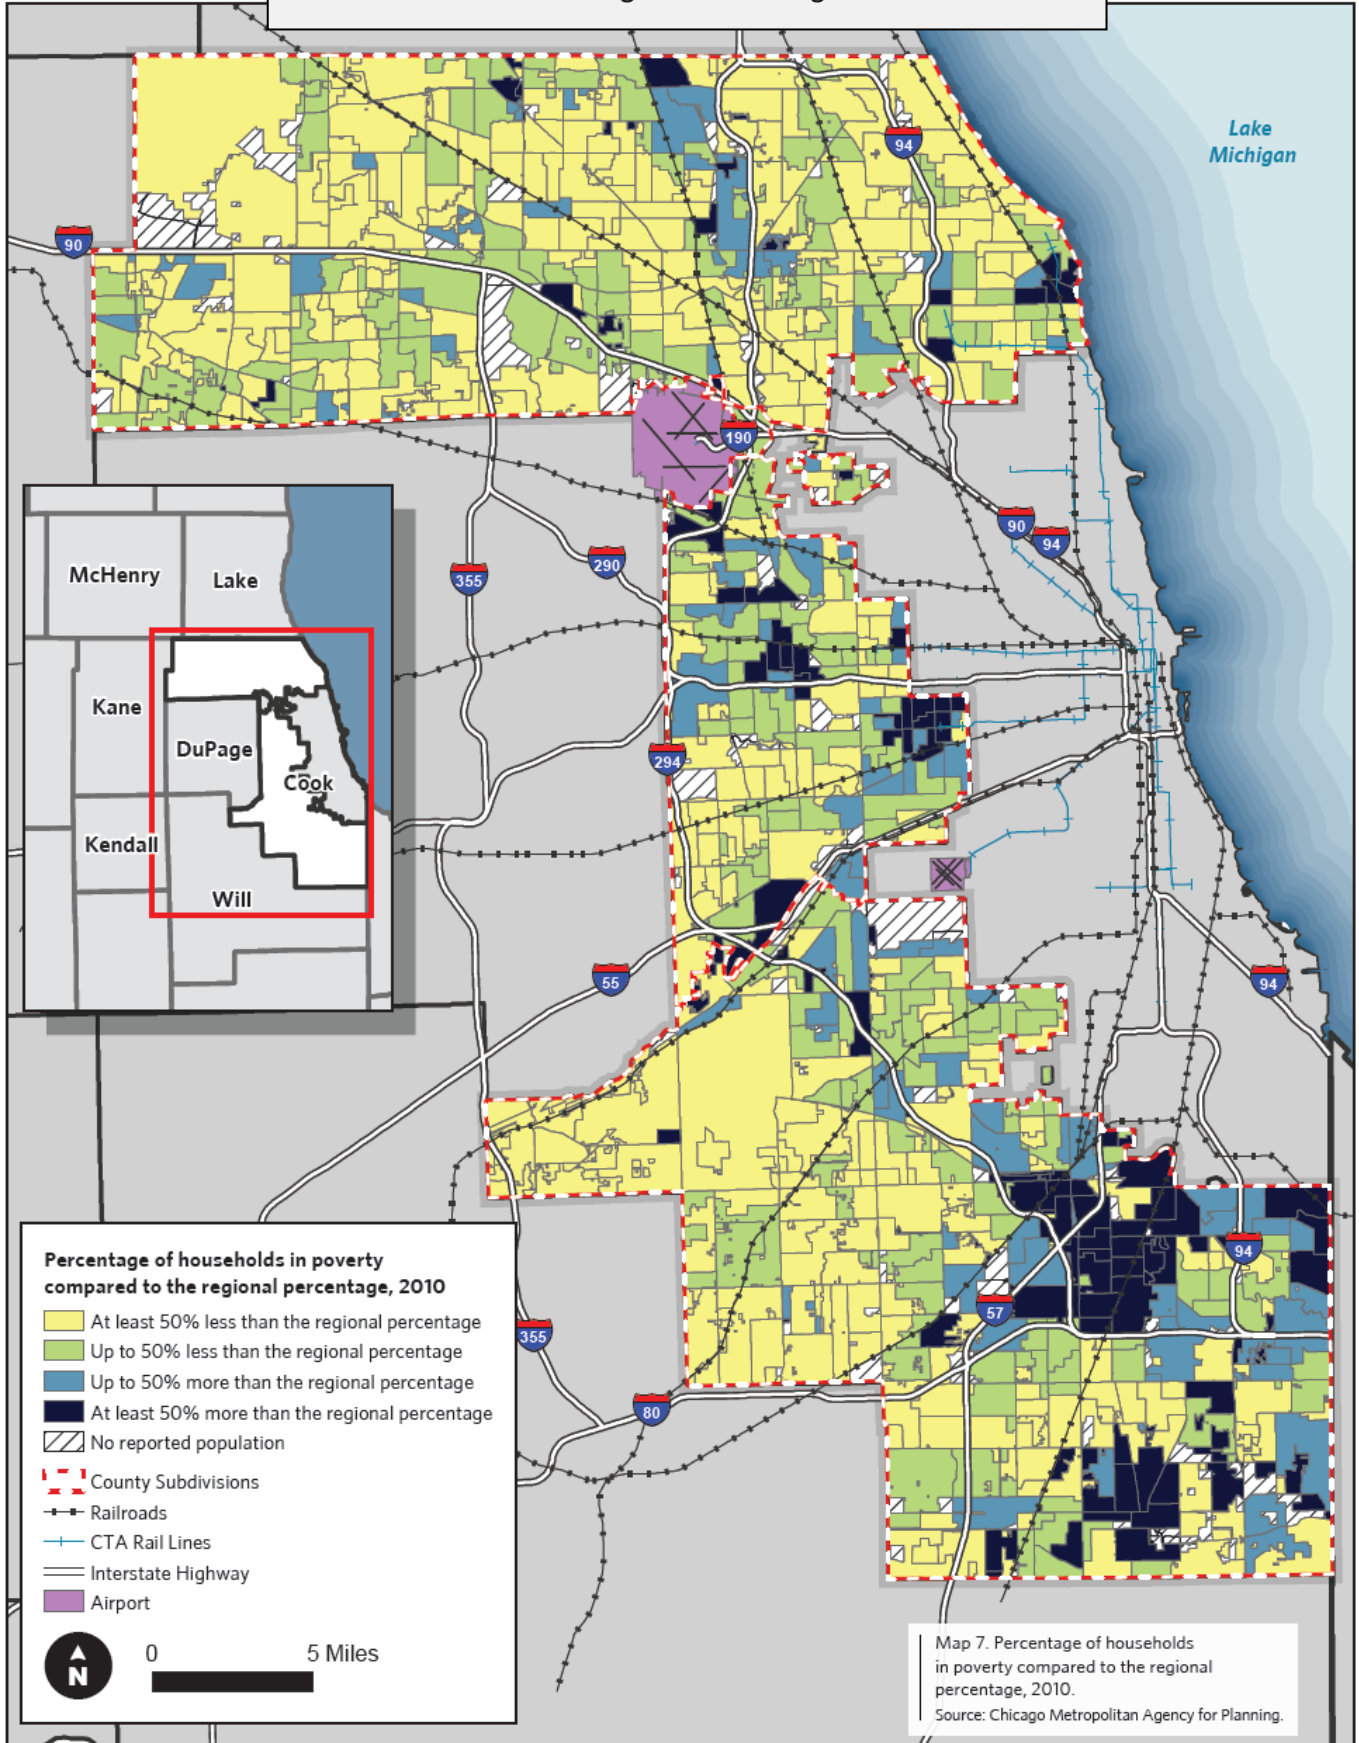 Lake
Michigan
94
90
190
90
94
290
355
294
55
94
94
57
355
80
McHenry
Lake
Kane
DuPage
Cook
Kendall
Will
Percentage of households in poverty
compared to the regional percentage, 2010
At least 50% less than the regional percentage
Up to 50% less than the regional percentage
Up to 50% more than the regional percentage
At least 50% more than the regional percentage
No reported population
County Subdivisions
Railroads
CTA Rail Lines
Interstate Highway
Airport
N
0 5 Miles
Map 7. Percentage of households
in poverty compared to the regional
percentage, 2010.
Source: Chicago Metropolitan Agency for Planning.